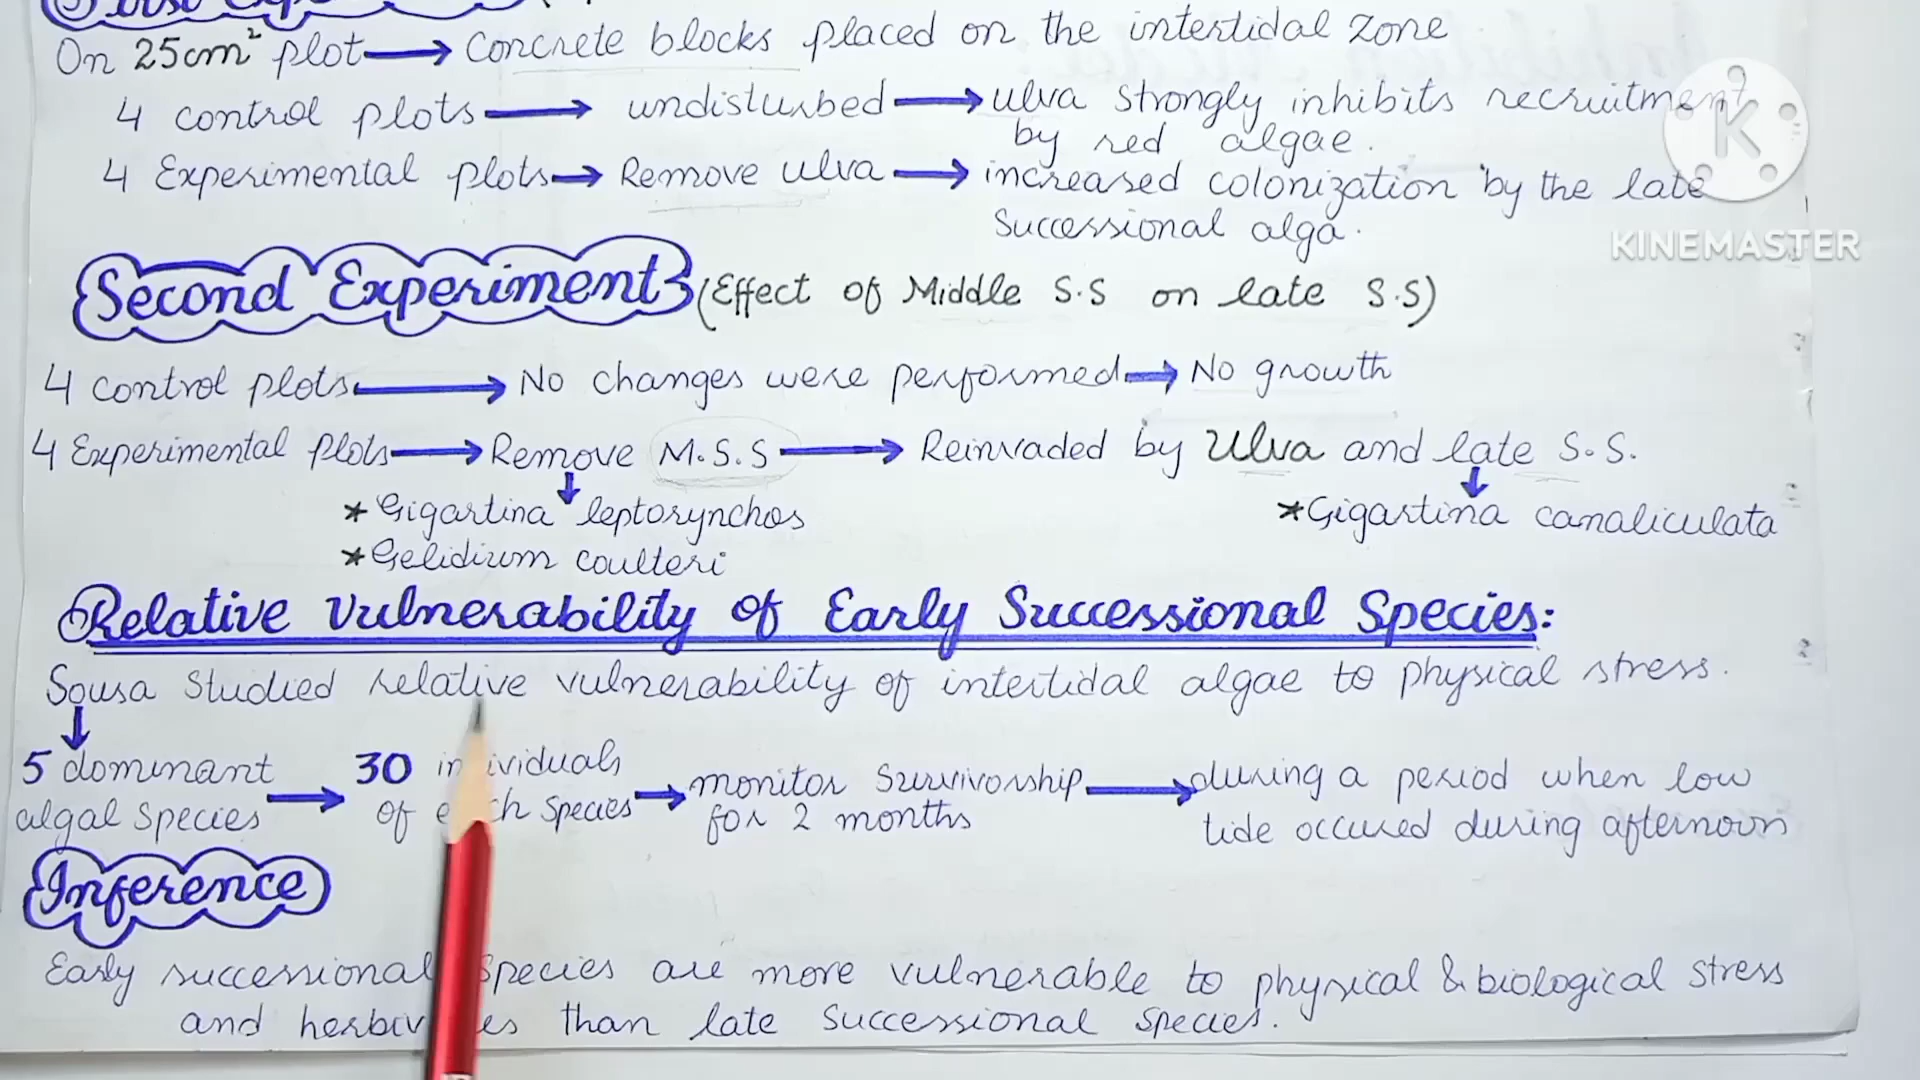 On 25cm² plot → Concrete blocks placed on the intertidal zone
4 control plots → undisturbed → ulva strongly inhibits recruitment
by red algae.
4 Experimental plots → Remove ulva → increased colonization by the late
successional alga.
Second Experiment (Effect of Middle S.S on late S.S)
4 control plots → No changes were performed → No growth
4 Experimental plots → Remove M.S.S → Reinvaded by Ulva and late S.S.
* Gigartina leptorynchos
* Gigartina canaliculata
* Gelidium coulteri
Relative Vulnerability of Early Successional Species:
Sousa studied relative vulnerability of intertidal algae to physical stress.
5 dominant
algal species → 30 individuals
of each species → monitor survivorship
for 2 months → during a period when low
tide occured during afternoon
Inference
Early successional species are more vulnerable to physical & biological stress
and herbivores than late successional species.
K
KINEMASTER